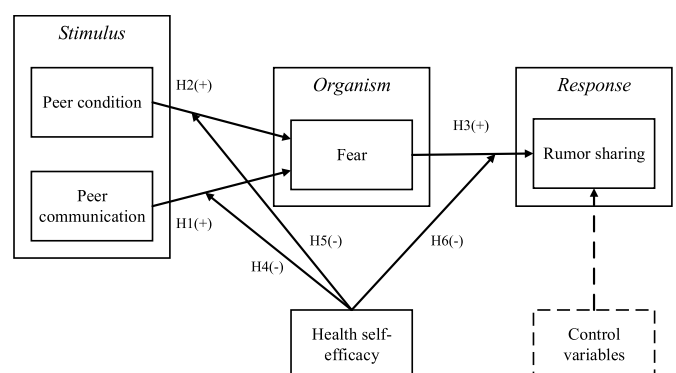 Stimulus
Peer condition
Peer
communication
H2(+)
H1(+)
Organism
Fear
H3(+)
Response
Rumor sharing
H5(-)
H4(-)
H6(-)
Health self-
efficacy
Control
variables